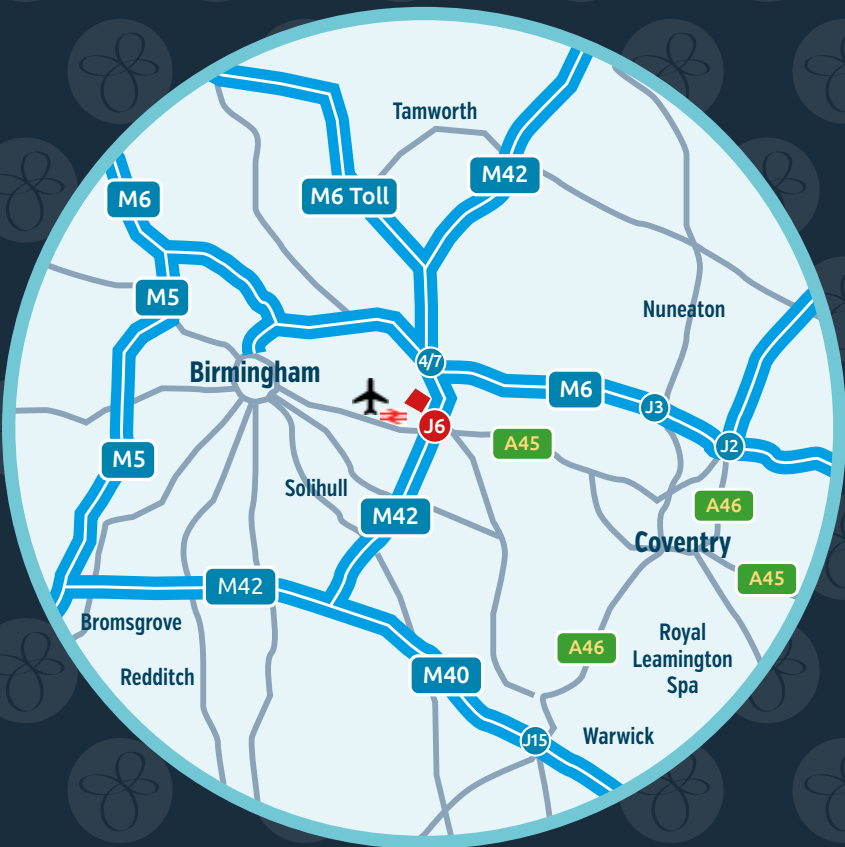 Tamworth
M42
M6 Toll
M6
M5
Nuneaton
4/7
Birmingham
M6
J3
J6
A45
J2
M5
Solihull
A46
M42
Coventry
A45
M42
Bromsgrove
A46
Royal
Leamington
Spa
Redditch
M40
Warwick
J15